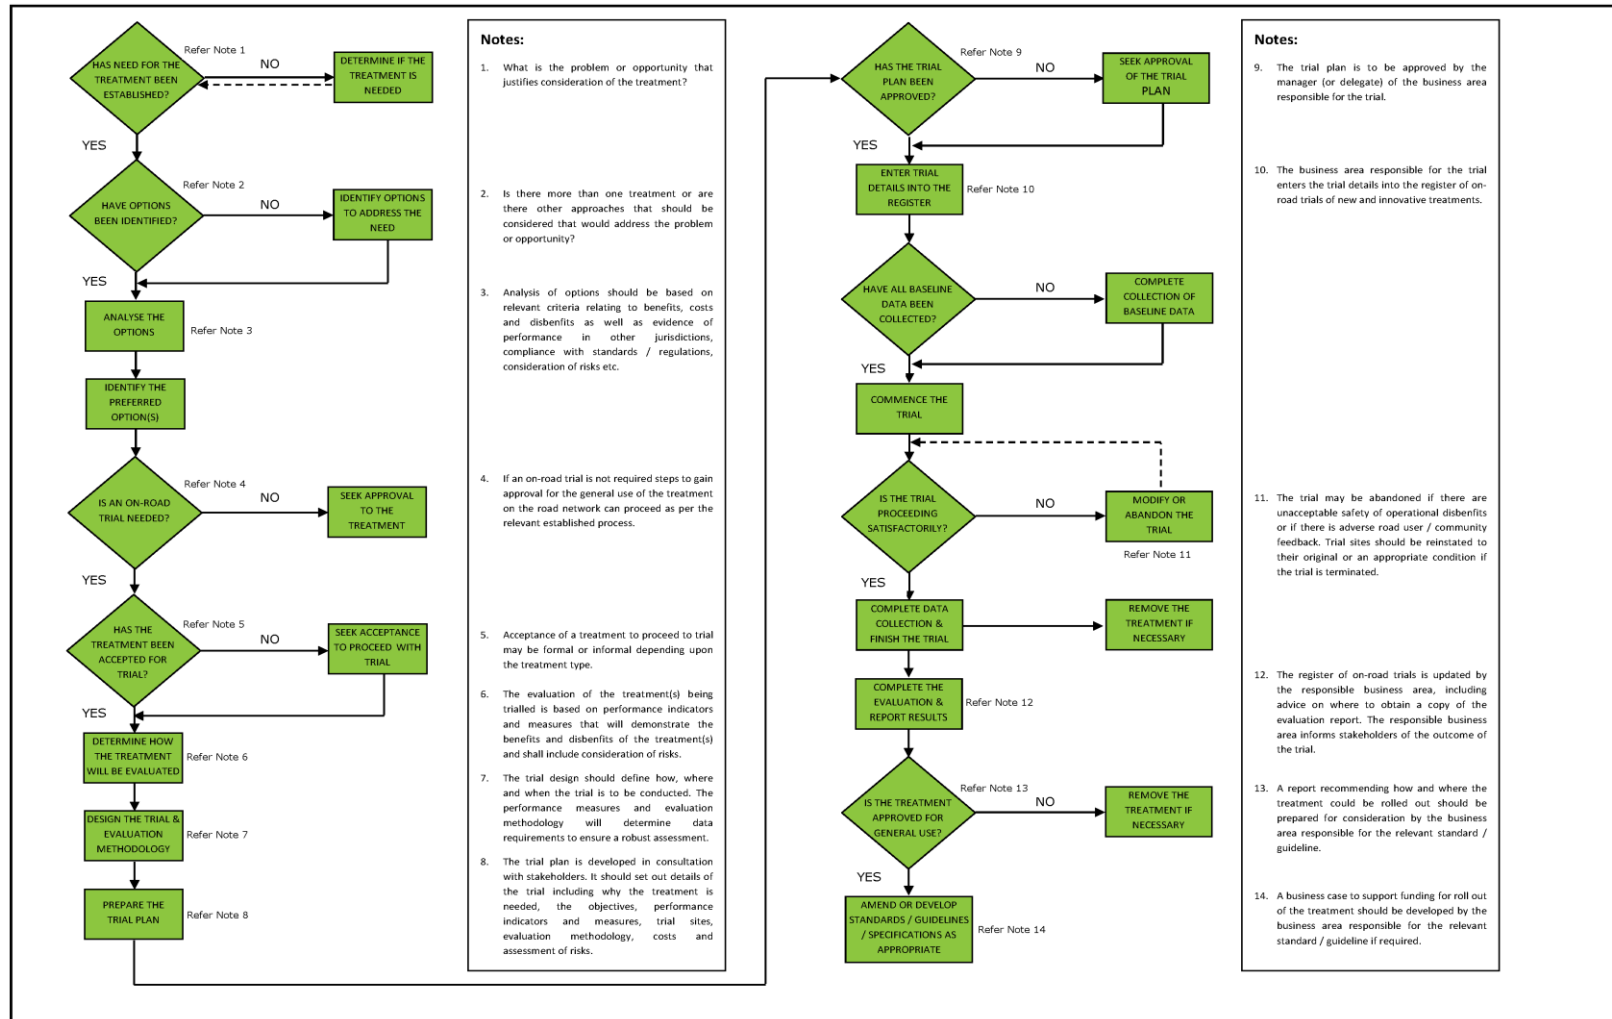 HAS NEED FOR THE
TREATMENT BEEN
ESTABLISHED?
Refer Note 1
NO
DETERMINE IF THE
TREATMENT IS
NEEDED
YES
HAVE OPTIONS
BEEN IDENTIFIED?
Refer Note 2
NO
IDENTIFY OPTIONS
TO ADDRESS THE
NEED
YES
ANALYSE THE
OPTIONS
Refer Note 3
IDENTIFY THE
PREFERRED
OPTION(S)
IS AN ON-ROAD
TRIAL NEEDED?
Refer Note 4
NO
SEEK APPROVAL
TO THE
TREATMENT
YES
HAS THE
TREATMENT BEEN
ACCEPTED FOR
TRIAL?
Refer Note 5
NO
SEEK ACCEPTANCE
TO PROCEED WITH
TRIAL
YES
DETERMINE HOW
THE TREATMENT
WILL BE EVALUATED
Refer Note 6
DESIGN THE TRIAL &
EVALUATION
METHODOLOGY
Refer Note 7
PREPARE THE
TRIAL PLAN
Refer Note 8
Notes:
1. What is the problem or opportunity that
justifies consideration of the treatment?
2. Is there more than one treatment or are
there other approaches that should be
considered that would address the problem
or opportunity?
3. Analysis of options should be based on
relevant criteria relating to benefits, costs
and disbenfits as well as evidence of
performance in other jurisdictions,
compliance with standards / regulations,
consideration of risks etc.
4. If an on-road trial is not required steps to gain
approval for the general use of the treatment
on the road network can proceed as per the
relevant established process.
5. Acceptance of a treatment to proceed to trial
may be formal or informal depending upon
the treatment type.
6. The evaluation of the treatment(s) being
trialled is based on performance indicators
and measures that will demonstrate the
benefits and disbenfits of the treatment(s)
and shall include consideration of risks.
7. The trial design should define how, where
and when the trial is to be conducted. The
performance measures and evaluation
methodology will determine data
requirements to ensure a robust assessment.
8. The trial plan is developed in consultation
with stakeholders. It should set out details of
the trial including why the treatment is
needed, the objectives, performance
indicators and measures, trial sites,
evaluation methodology, costs and
assessment of risks.
HAS THE TRIAL
PLAN BEEN
APPROVED?
Refer Note 9
NO
SEEK APPROVAL
OF THE TRIAL
PLAN
YES
ENTER TRIAL
DETAILS INTO THE
REGISTER
Refer Note 10
HAVE ALL BASELINE
DATA BEEN
COLLECTED?
NO
COMPLETE
COLLECTION OF
BASELINE DATA
YES
COMMENCE THE
TRIAL
IS THE TRIAL
PROCEEDING
SATISFACTORILY?
NO
MODIFY OR
ABANDON THE
TRIAL
Refer Note 11
YES
COMPLETE DATA
COLLECTION &
FINISH THE TRIAL
REMOVE THE
TREATMENT IF
NECESSARY
COMPLETE THE
EVALUATION &
REPORT RESULTS
Refer Note 12
IS THE TREATMENT
APPROVED FOR
GENERAL USE?
Refer Note 13
NO
REMOVE THE
TREATMENT IF
NECESSARY
YES
AMEND OR DEVELOP
STANDARDS / GUIDELINES
/ SPECIFICATIONS AS
APPROPRIATE
Refer Note 14
Notes:
9. The trial plan is to be approved by the
manager (or delegate) of the business area
responsible for the trial.
10. The business area responsible for the trial
enters the trial details into the register of on-
road trials of new and innovative treatments.
11. The trial may be abandoned if there are
unacceptable safety of operational disbenfits
or if there is adverse road user / community
feedback. Trial sites should be reinstated to
their original or an appropriate condition if
the trial is terminated.
12. The register of on-road trials is updated by
the responsible business area, including
advice on where to obtain a copy of the
evaluation report. The responsible business
area informs stakeholders of the outcome of
the trial.
13. A report recommending how and where the
treatment could be rolled out should be
prepared for consideration by the business
area responsible for the relevant standard /
guideline.
14. A business case to support funding for roll out
of the treatment should be developed by the
business area responsible for the relevant
standard / guideline if required.